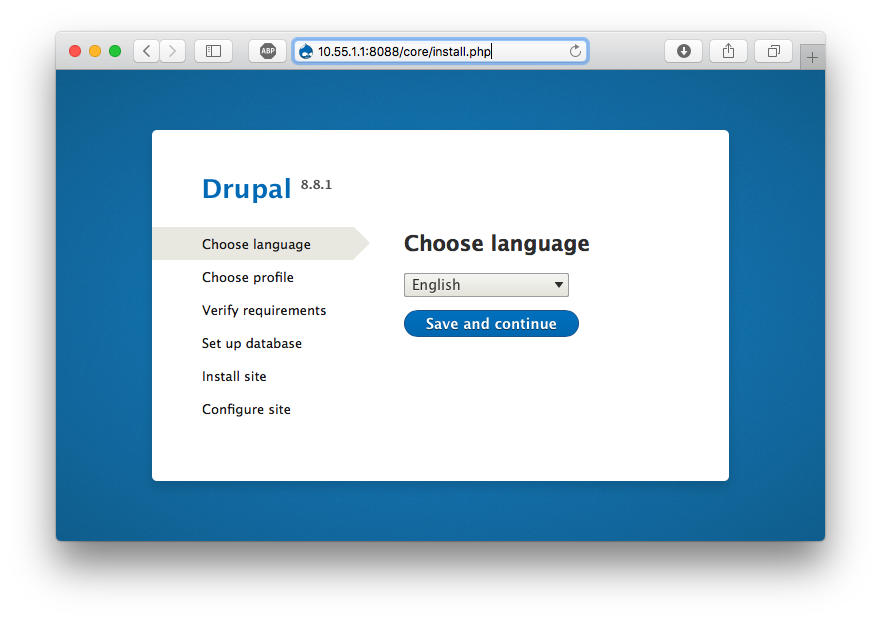 ABP
10.55.1.1:8088/core/install.php
Drupal 8.8.1
Choose language
Choose profile
Verify requirements
Set up database
Install site
Configure site
Choose language
English
Save and continue